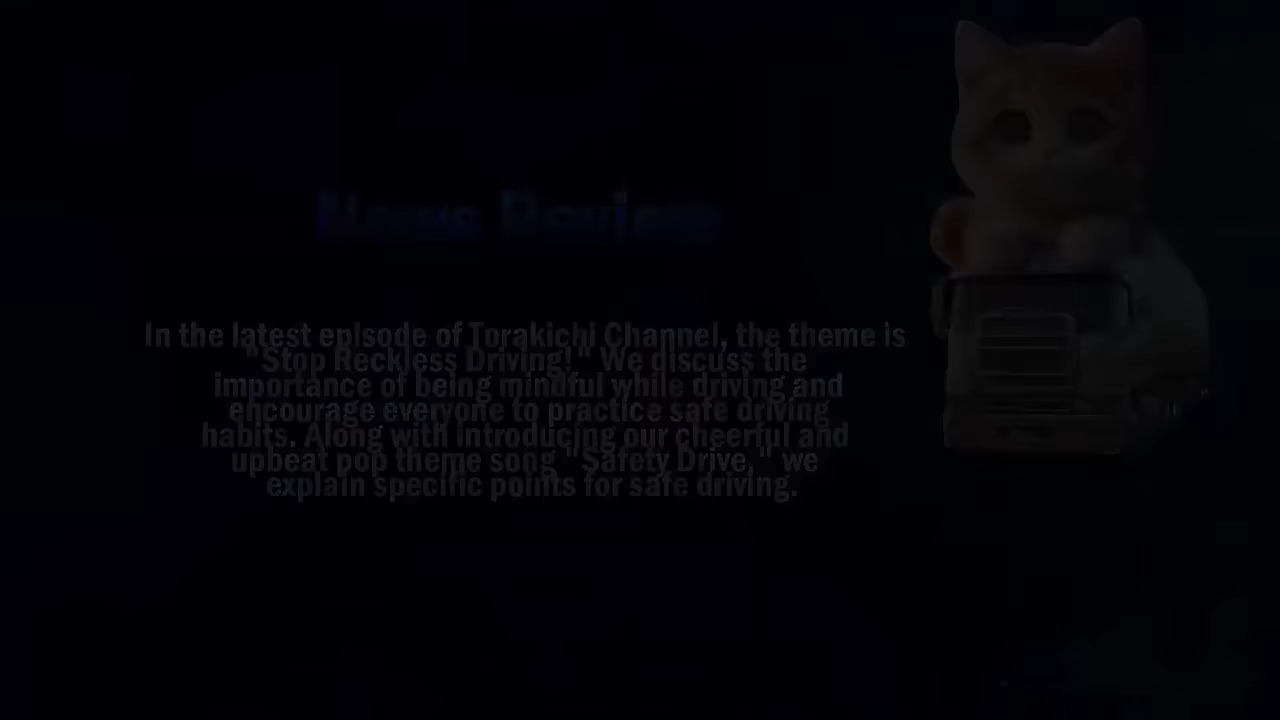 News Review
In the latest episode of Torakichi Channel, the theme is
"Stop Reckless Driving!" We discuss the
importance of being mindful while driving and
encourage everyone to practice safe driving
habits. Along with introducing our cheerful and
upbeat pop theme song "Safety Drive," we
explain specific points for safe driving.